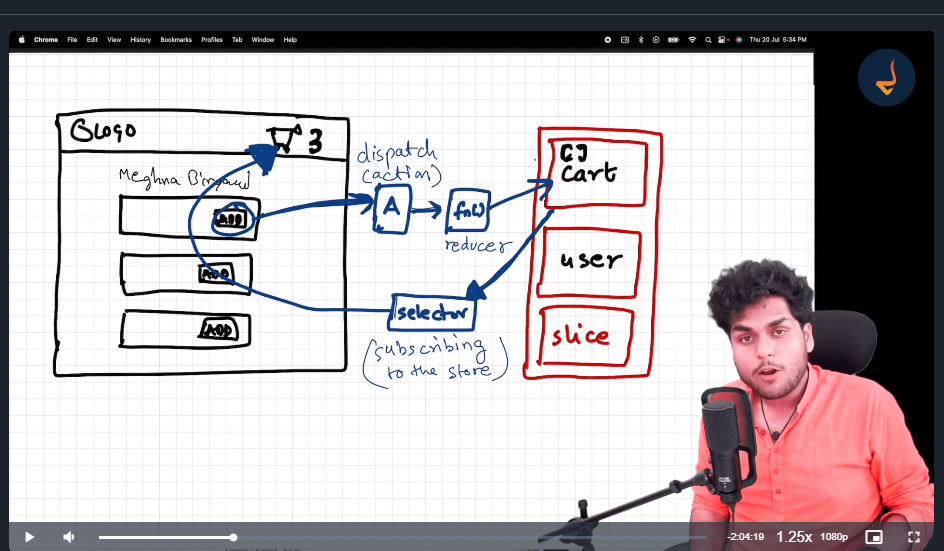 Chrome File Edit View History Bookmarks Profiles Tab Window Help
Thu 20 Jul 5:34 PM
Logo
3
Meghna
ADD
ADD
ADD
dispatch
(action)
A
fn()
reducer
selector
(subscribing
to the store)
[]
cart
user
slice
-2:04:19 1.25x 1080p